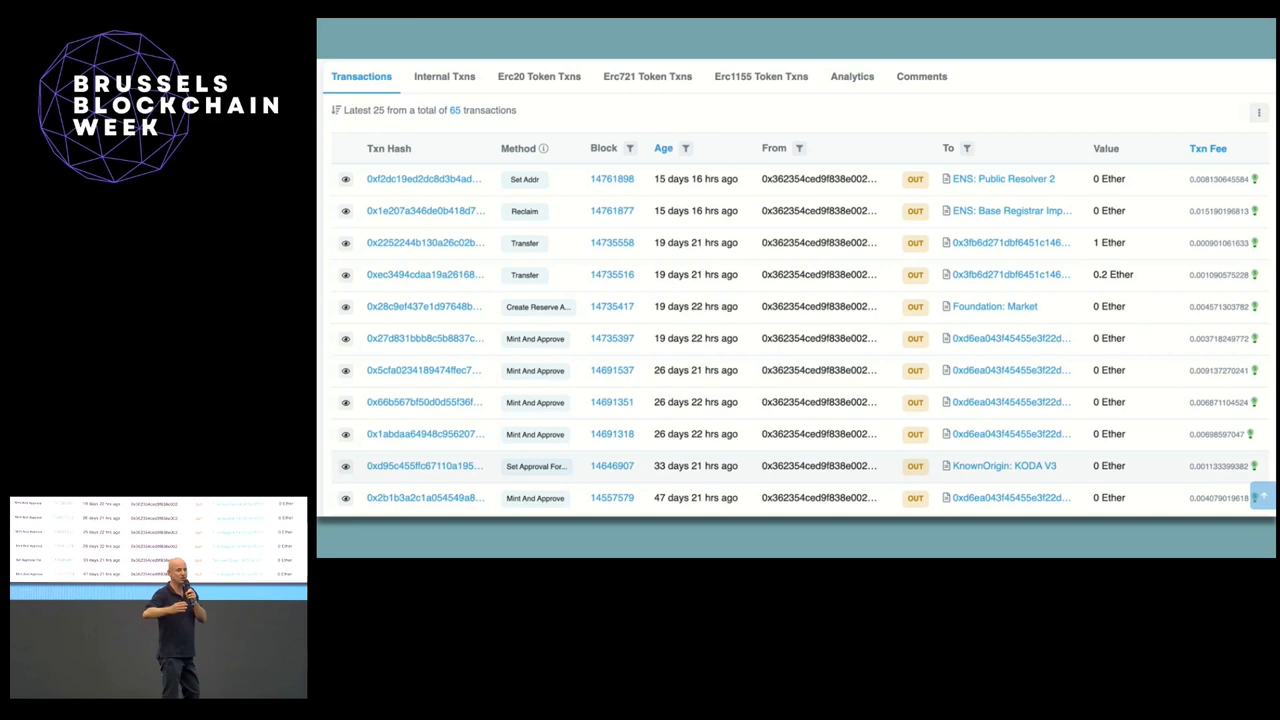 BRUSSELS
BLOCKCHAIN
WEEK
Transactions Internal Txns Erc20 Token Txns Erc721 Token Txns Erc1155 Token Txns Analytics Comments
Latest 25 from a total of 65 transactions
Txn Hash Method Block Age From To Value Txn Fee
0xf2dc19ed2dc8d3b4ad... Set Addr 14761898 15 days 16 hrs ago 0x362354ced9f838e002... OUT ENS: Public Resolver 2 0 Ether 0.008130645584
0x1e207a346de0b418d7... Reclaim 14761877 15 days 16 hrs ago 0x362354ced9f838e002... OUT ENS: Base Registrar Imp... 0 Ether 0.015190196813
0x2252244b130a26c02b... Transfer 14735558 19 days 21 hrs ago 0x362354ced9f838e002... OUT 0x3fb6d271dbf6451c146... 1 Ether 0.000901061633
0xec3494cdaa19a26168... Transfer 14735516 19 days 21 hrs ago 0x362354ced9f838e002... OUT 0x3fb6d271dbf6451c146... 0.2 Ether 0.001090575228
0x28c9ef437e1d97648b... Create Reserve A... 14735417 19 days 22 hrs ago 0x362354ced9f838e002... OUT Foundation: Market 0 Ether 0.004571303782
0x27d831bbb8c5b8837c... Mint And Approve 14735397 19 days 22 hrs ago 0x362354ced9f838e002... OUT 0xd6ea043f45455e3f22d... 0 Ether 0.003718249772
0x5cfa0234189474ffec7... Mint And Approve 14691537 26 days 21 hrs ago 0x362354ced9f838e002... OUT 0xd6ea043f45455e3f22d... 0 Ether 0.009137270241
0x66b567bf50d0d55f36f... Mint And Approve 14691351 26 days 22 hrs ago 0x362354ced9f838e002... OUT 0xd6ea043f45455e3f22d... 0 Ether 0.006871104524
0x1abdaa64948c956207... Mint And Approve 14691318 26 days 22 hrs ago 0x362354ced9f838e002... OUT 0xd6ea043f45455e3f22d... 0 Ether 0.00698597047
0xd95c455ffc67110a195... Set Approval For... 14646907 33 days 21 hrs ago 0x362354ced9f838e002... OUT KnownOrigin: KODA V3 0 Ether 0.001133399382
0x2b1b3a2c1a054549a8... Mint And Approve 14557579 47 days 21 hrs ago 0x362354ced9f838e002... OUT 0xd6ea043f45455e3f22d... 0 Ether 0.004079019618